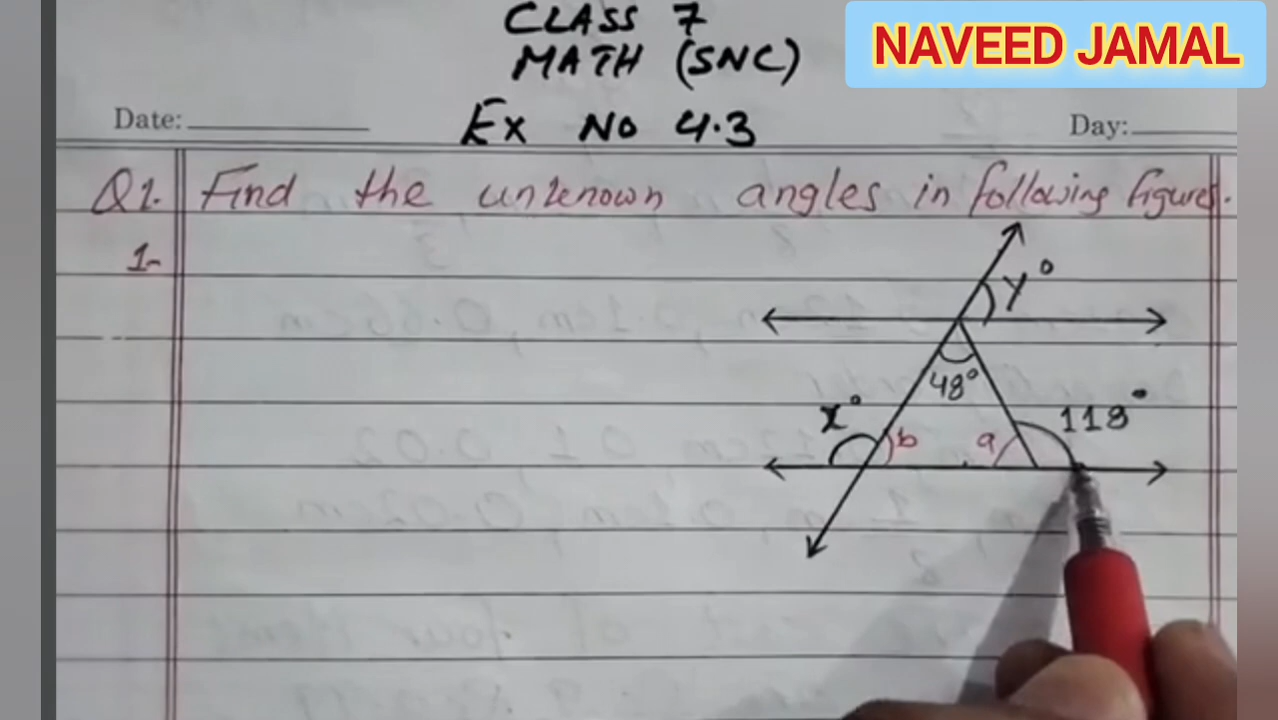 CLASS 7
NAVEED JAMAL
MATH (SNC)
Date:
Ex No 4.3
Day:
Q1. Find the unknown angles in following figures.
1-
y°
48°
x°
b
a
118°